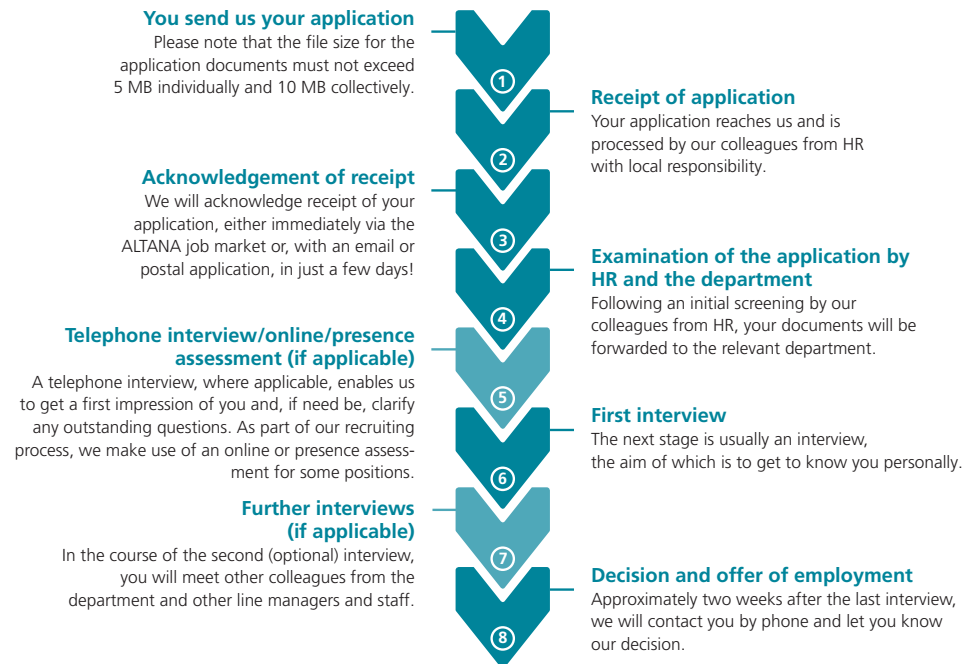 You send us your application
Please note that the file size for the
application documents must not exceed
5 MB individually and 10 MB collectively.
1
Receipt of application
Your application reaches us and is
processed by our colleagues from HR
with local responsibility.
2
Acknowledgement of receipt
We will acknowledge receipt of your
application, either immediately via the
ALTANA job market or, with an email or
postal application, in just a few days!
3
Examination of the application by
HR and the department
Following an initial screening by our
colleagues from HR, your documents will be
forwarded to the relevant department.
4
Telephone interview/online/presence
assessment (if applicable)
A telephone interview, where applicable, enables us
to get a first impression of you and, if need be, clarify
any outstanding questions. As part of our recruiting
process, we make use of an online or presence assess-
ment for some positions.
5
First interview
The next stage is usually an interview,
the aim of which is to get to know you personally.
6
Further interviews
(if applicable)
In the course of the second (optional) interview,
you will meet other colleagues from the
department and other line managers and staff.
7
Decision and offer of employment
Approximately two weeks after the last interview,
we will contact you by phone and let you know
our decision.
8